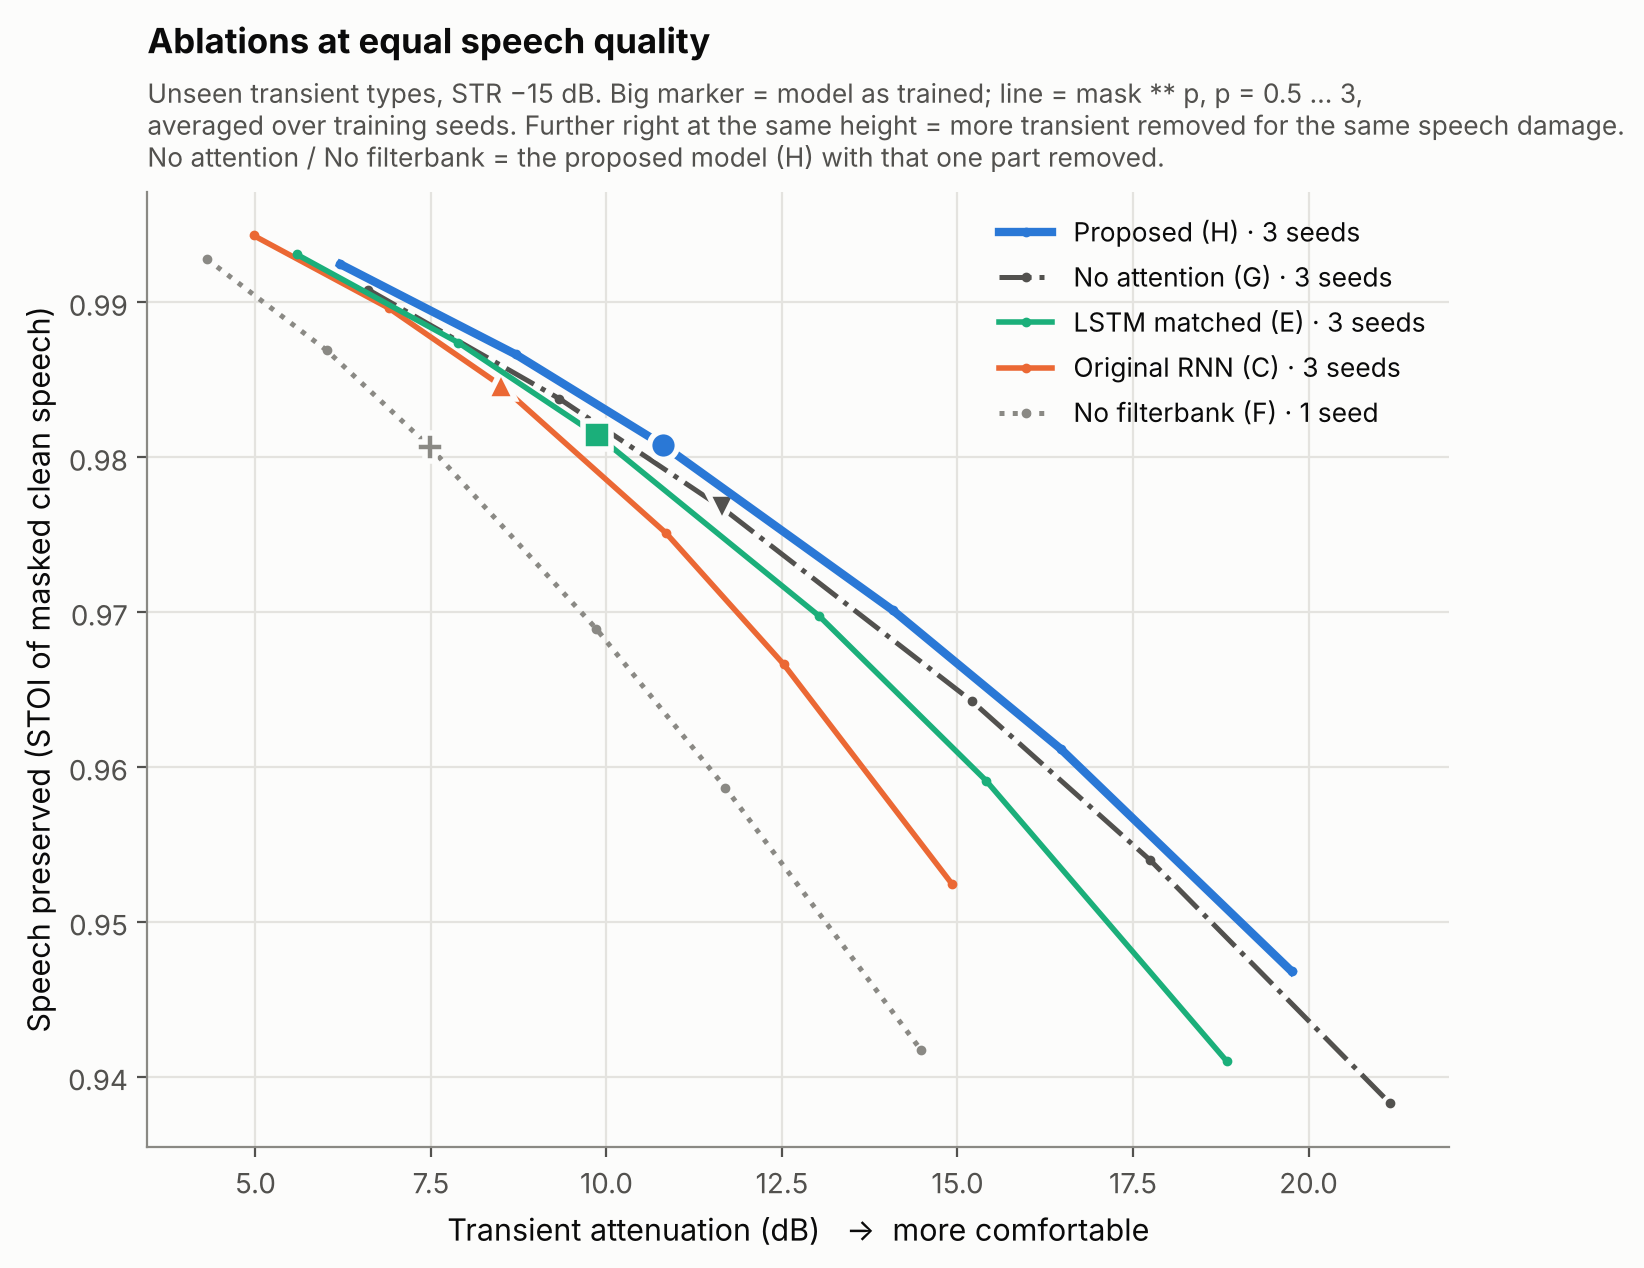 Ablations at equal speech quality
Unseen transient types, STR −15 dB. Big marker = model as trained; line = mask ** p, p = 0.5 ... 3,
averaged over training seeds. Further right at the same height = more transient removed for the same speech damage.
No attention / No filterbank = the proposed model (H) with that one part removed.
Proposed (H) · 3 seeds
No attention (G) · 3 seeds
LSTM matched (E) · 3 seeds
Original RNN (C) · 3 seeds
No filterbank (F) · 1 seed
Speech preserved (STOI of masked clean speech)
0.99
0.98
0.97
0.96
0.95
0.94
5.0 7.5 10.0 12.5 15.0 17.5 20.0
Transient attenuation (dB) → more comfortable